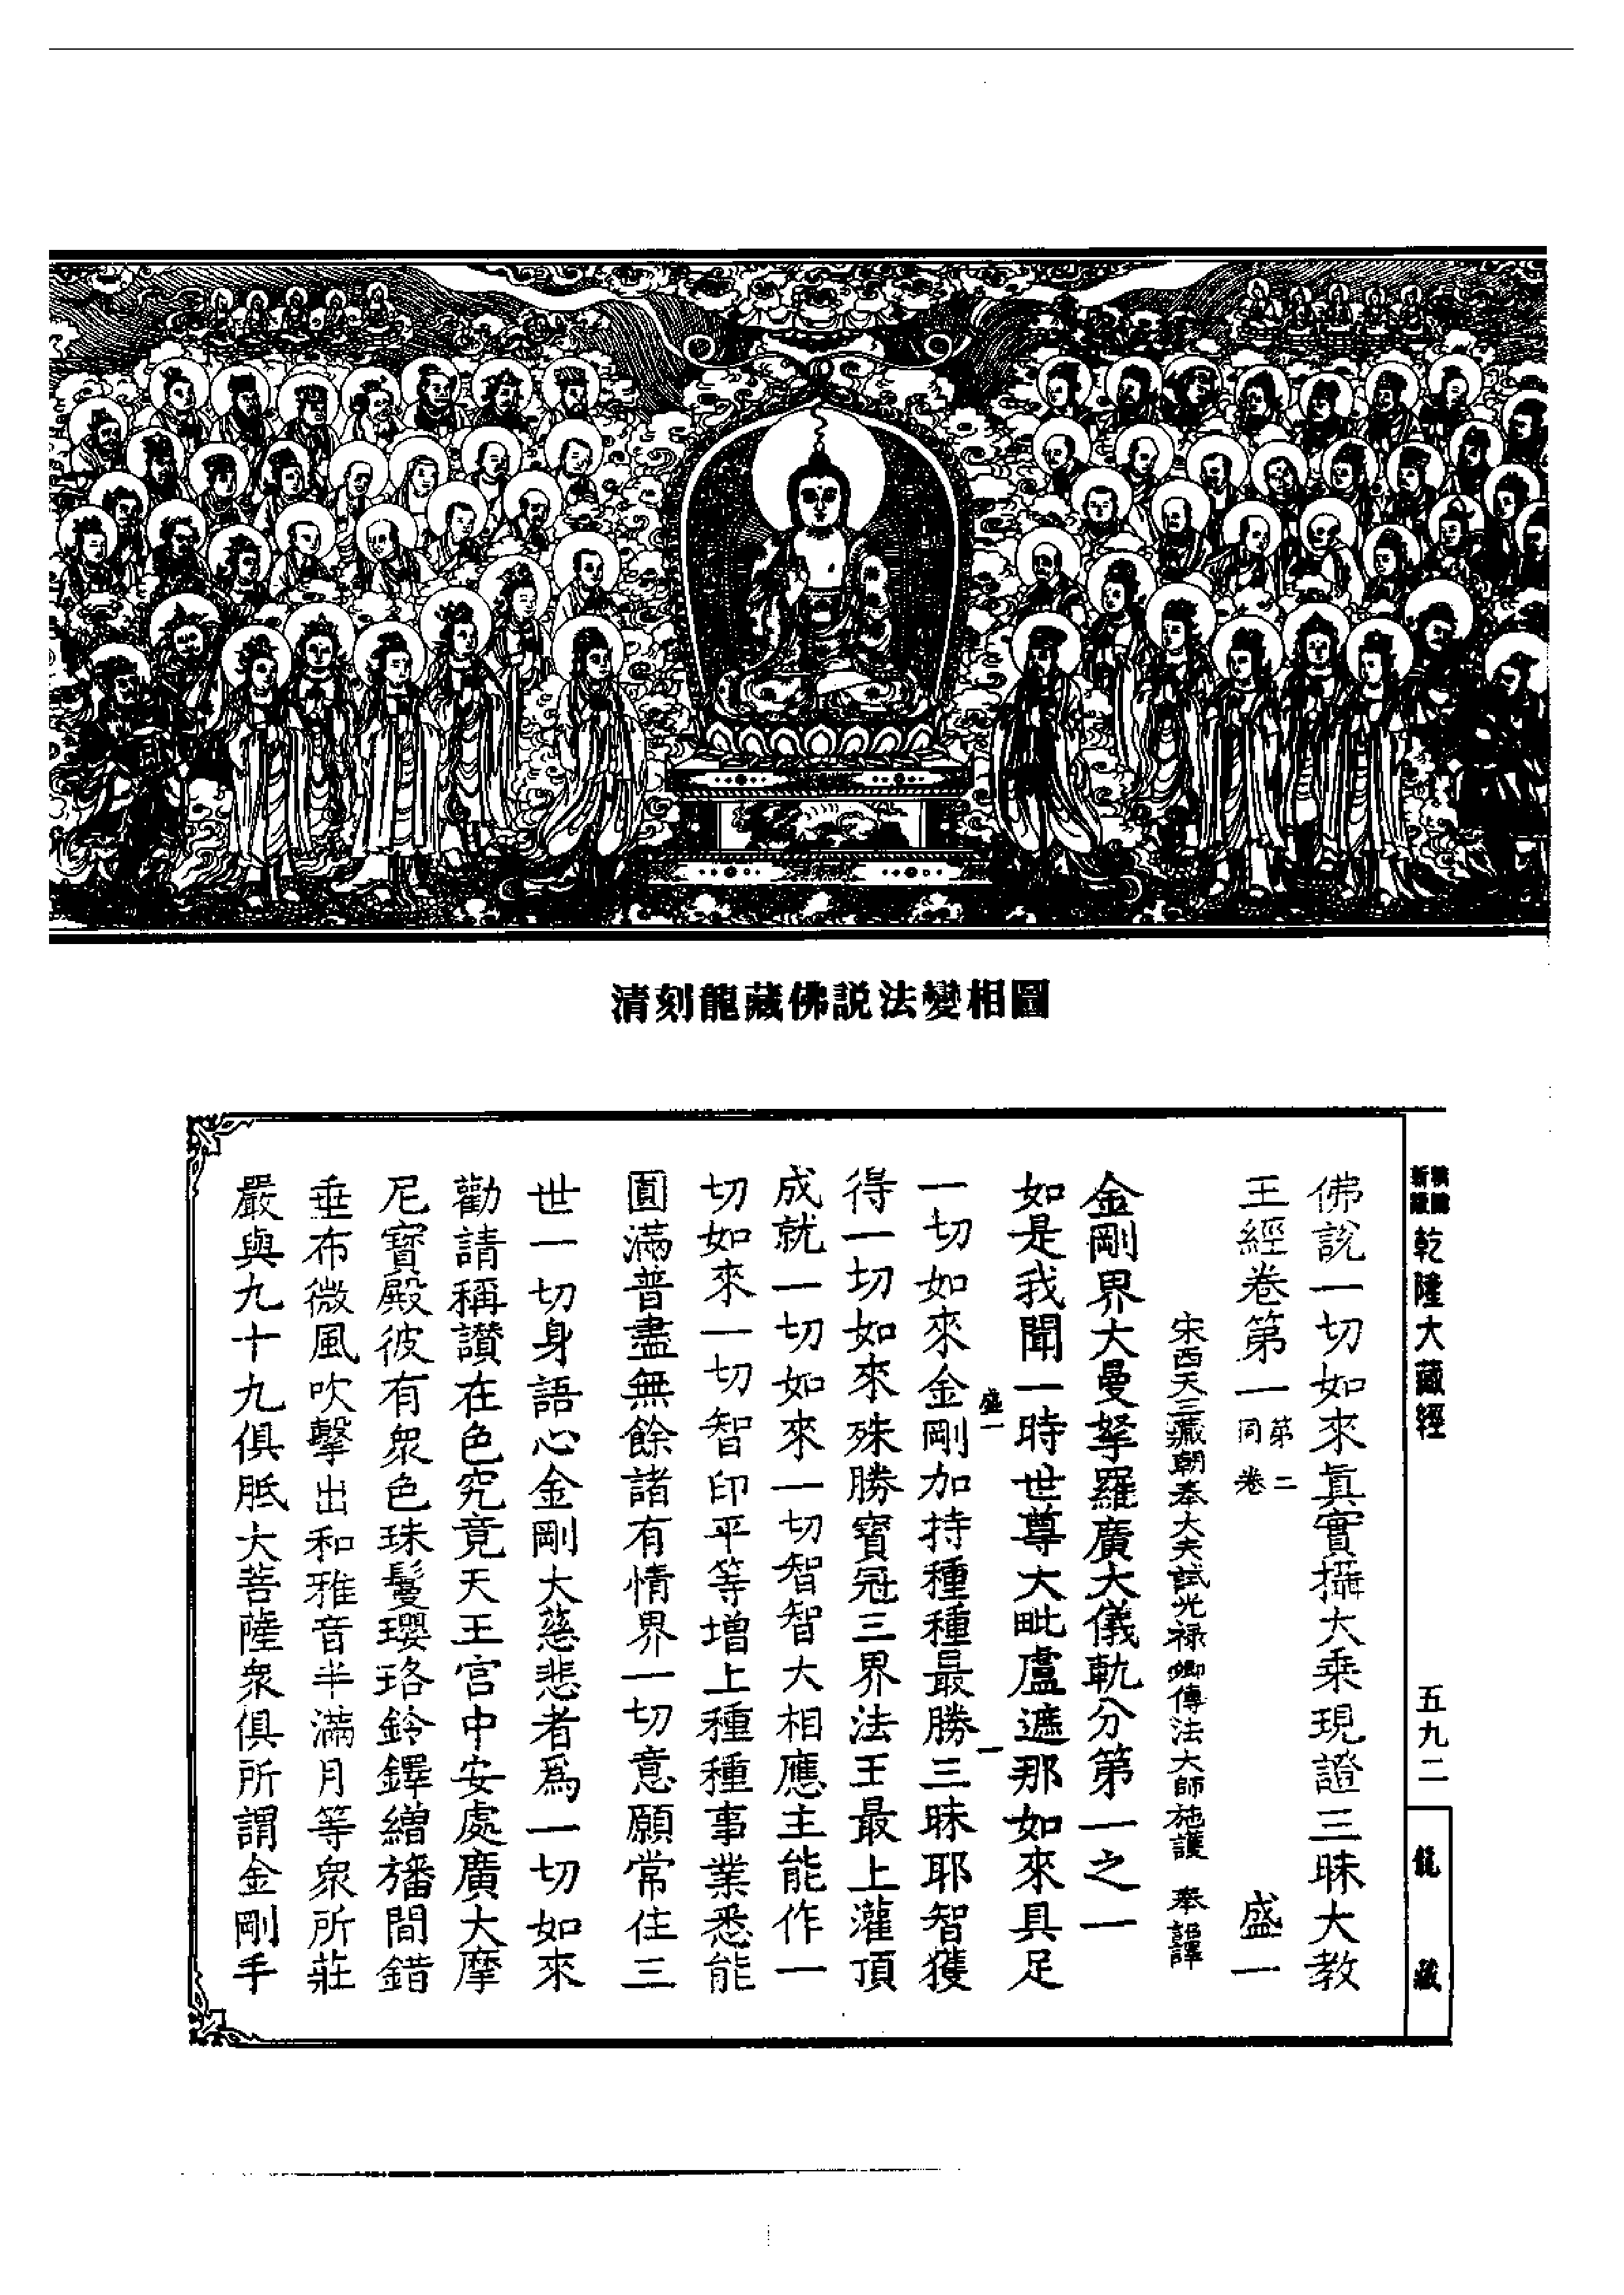 清刻龍藏佛説法變相圖
乾隆大藏經
五九二
龍藏
佛說一切如來眞實攝大乘現證三昧大教
王經卷第一 第二同卷 盛一
宋西天三藏朝奉大夫試光祿卿傳法大師施護 奉詔譯
金剛界大曼拏羅廣大儀軌分第一之一
如是我聞一時世尊大毗盧遮那如來具足
盛一 一
一切如來金剛加持種種最勝三昧耶智獲
得一切如來殊勝寶冠三界法王最上灌頂
成就一切如來一切智智大相應主能作一
切如來一切智印平等增上種種事業悉能
圓滿普盡無餘諸有情界一切意願常住三
世一切身語心金剛大慈悲者爲一切如來
勸請稱讚在色究竟天王宮中安處廣大摩
尼寶殿彼有衆色珠鬘瓔珞鈴鐸繒旛間錯
垂布微風吹擊出和雅音半滿月等衆所莊
嚴與九十九俱胝大菩薩衆俱所謂金剛手